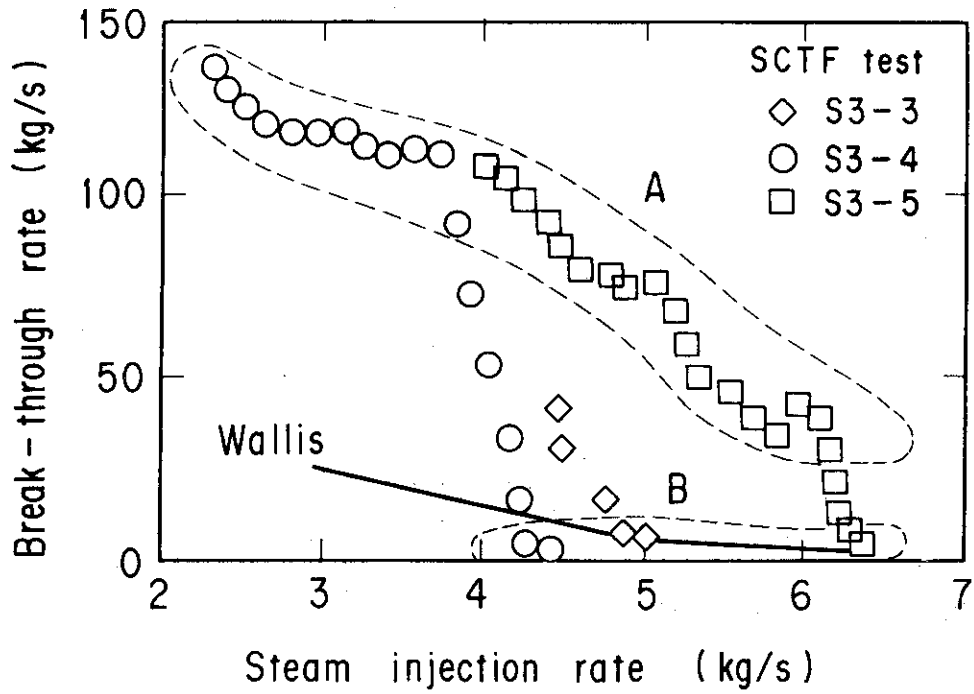 150
100
50
0
Break-through rate (kg/s)
SCTF test
S3-3
S3-4
S3-5
A
Wallis
B
2 3 4 5 6 7
Steam injection rate (kg/s)